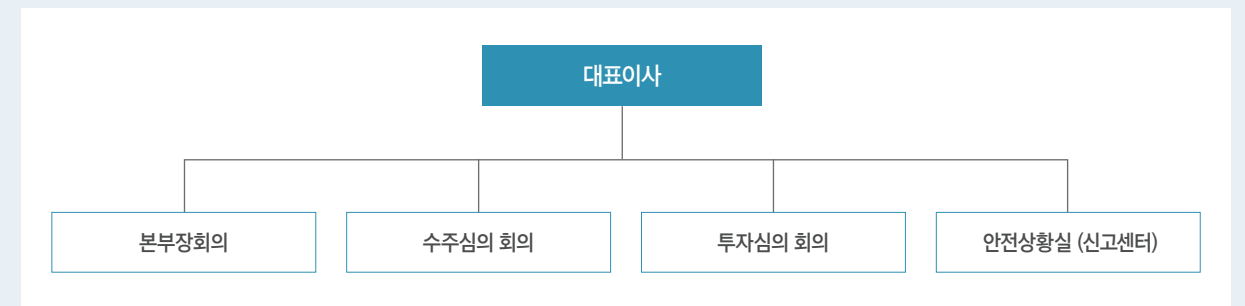 대표이사
본부장회의
수주심의 회의
투자심의 회의
안전상황실 (신고센터)